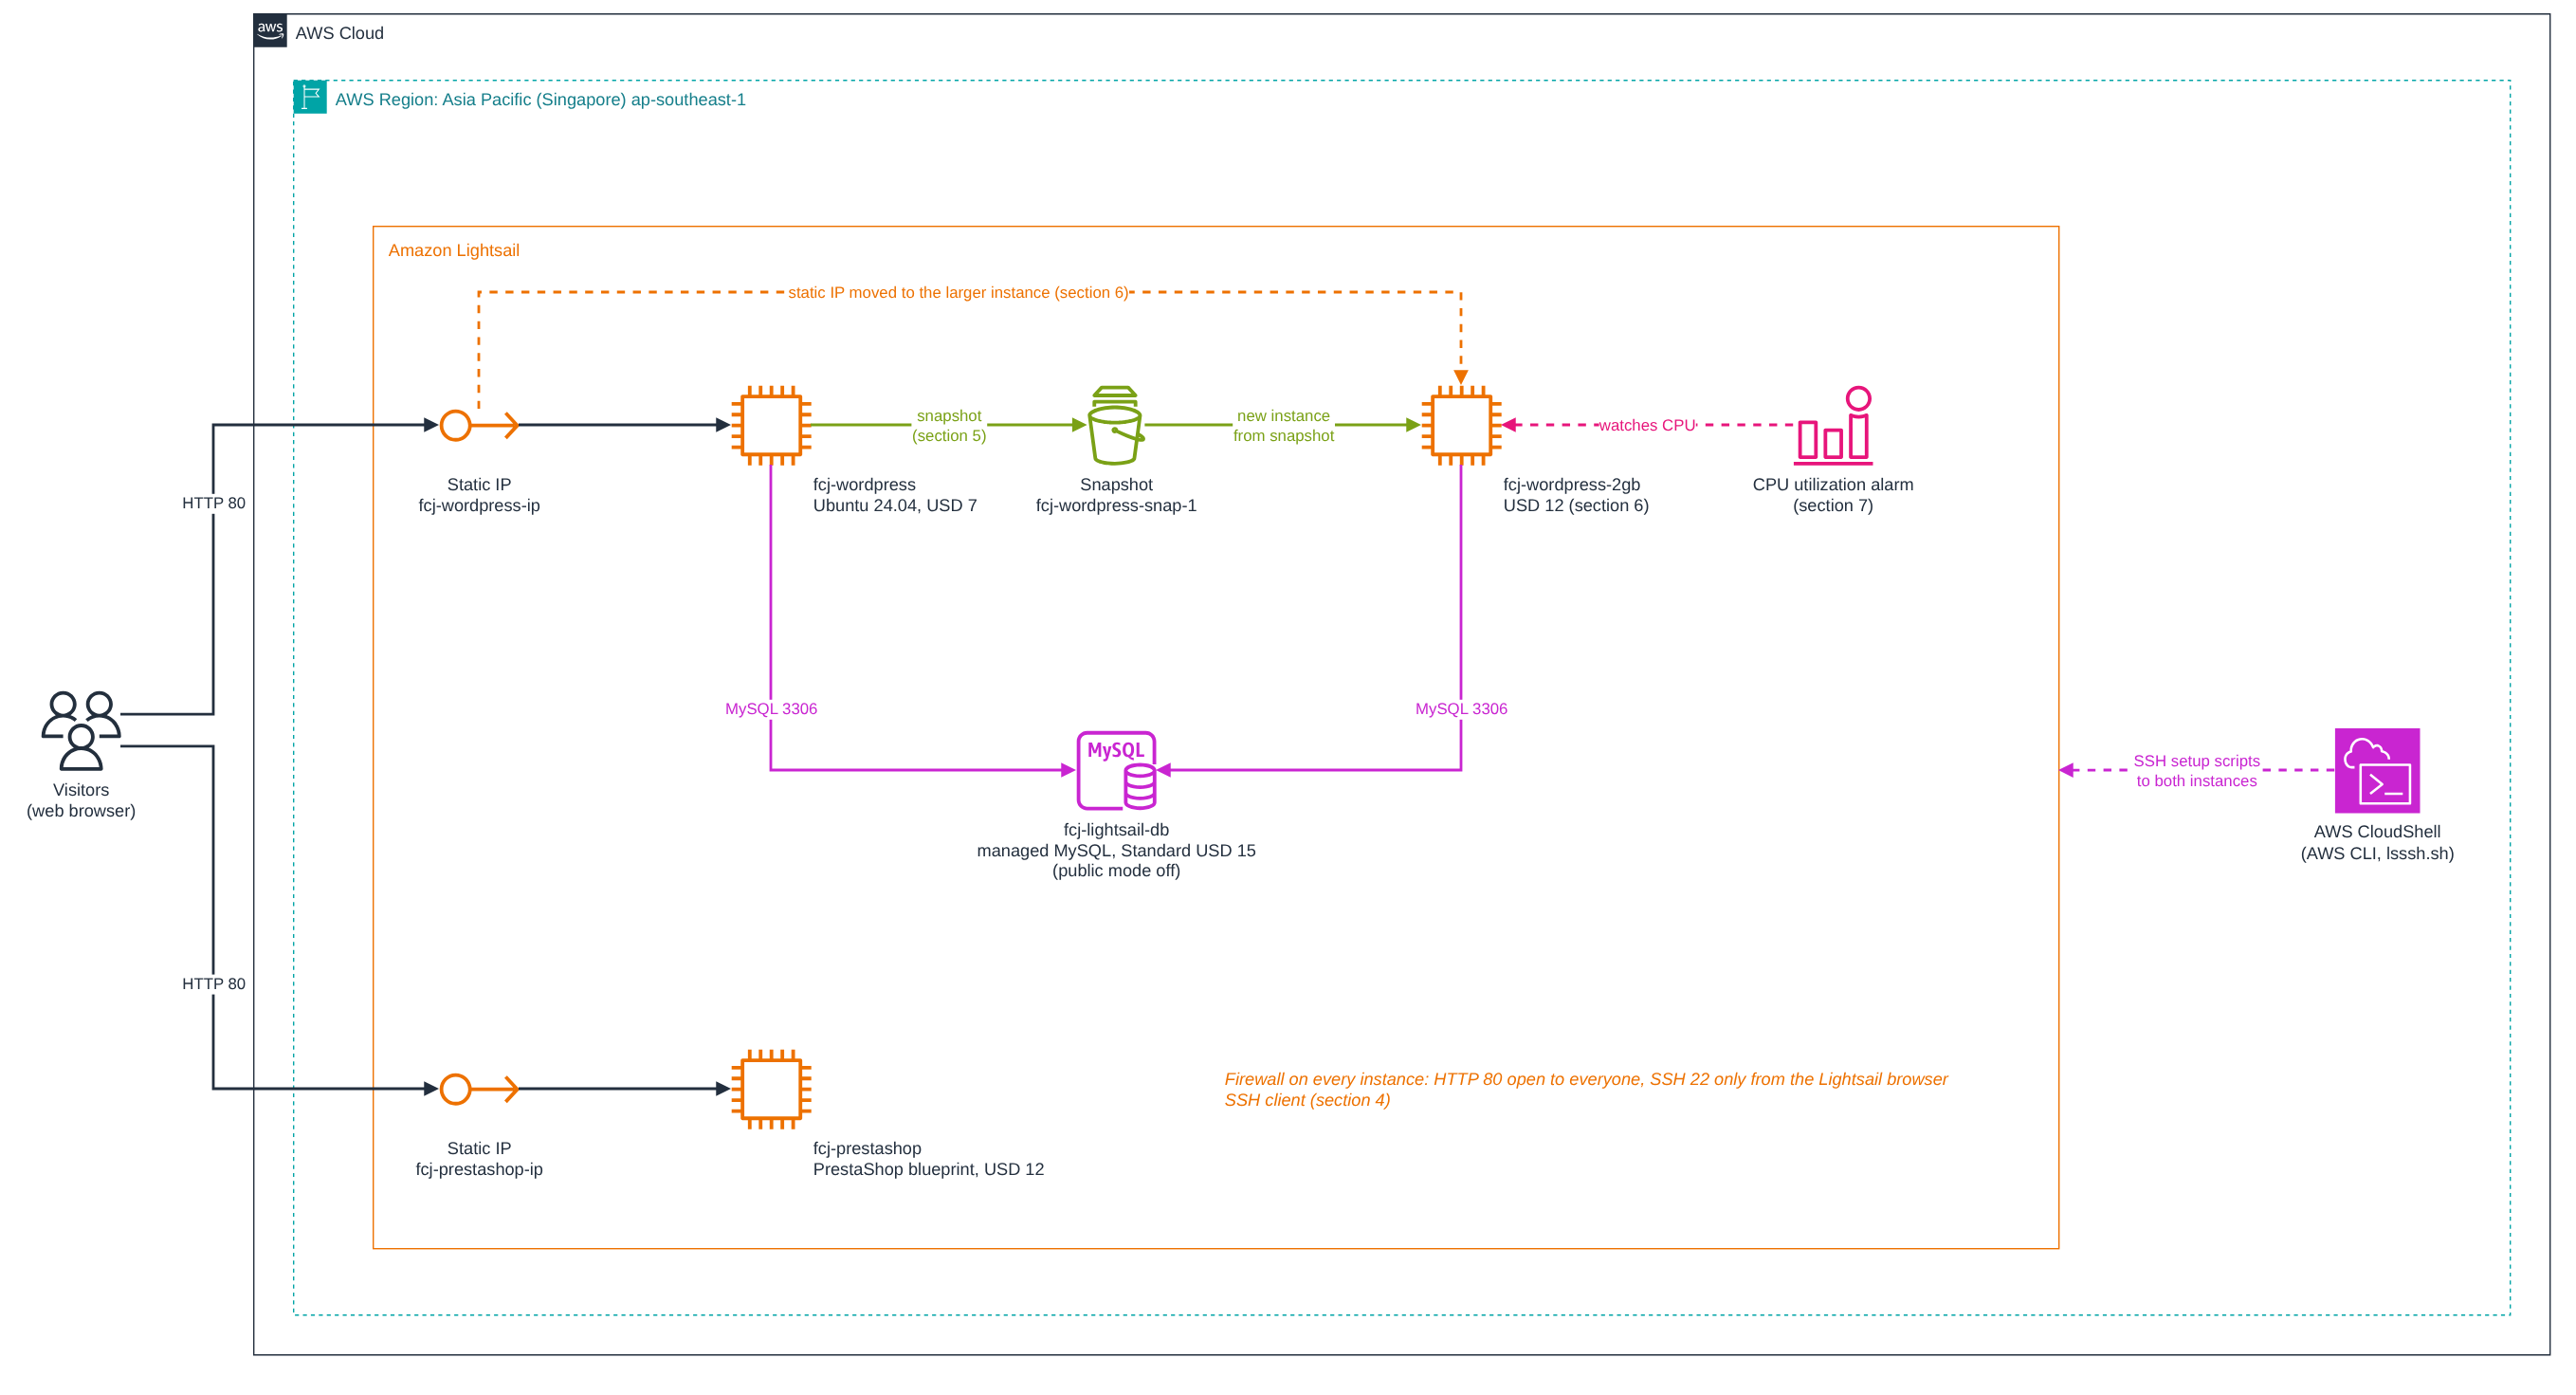 aws
AWS Cloud
AWS Region: Asia Pacific (Singapore) ap-southeast-1
Amazon Lightsail
static IP moved to the larger instance (section 6)
snapshot
(section 5)
new instance
from snapshot
watches CPU
Static IP
fcj-wordpress-ip
fcj-wordpress
Ubuntu 24.04, USD 7
Snapshot
fcj-wordpress-snap-1
fcj-wordpress-2gb
USD 12 (section 6)
CPU utilization alarm
(section 7)
HTTP 80
MySQL 3306
MySQL 3306
Visitors
(web browser)
MySQL
fcj-lightsail-db
managed MySQL, Standard USD 15
(public mode off)
SSH setup scripts
to both instances
AWS CloudShell
(AWS CLI, lsssh.sh)
HTTP 80
Static IP
fcj-prestashop-ip
fcj-prestashop
PrestaShop blueprint, USD 12
Firewall on every instance: HTTP 80 open to everyone, SSH 22 only from the Lightsail browser
SSH client (section 4)